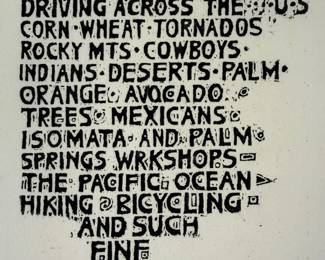 DRIVING ACROSS THE U·S
CORN·WHEAT·TORNADOS
ROCKY MTS·COWBOYS·
INDIANS·DESERTS·PALM·
ORANGE AVOCADO
TREES MEXICANS
ISOMATA AND PALM
SPRINGS WRKSHOPS
THE PACIFIC OCEAN
HIKING BICYCLING
AND SUCH
FINE